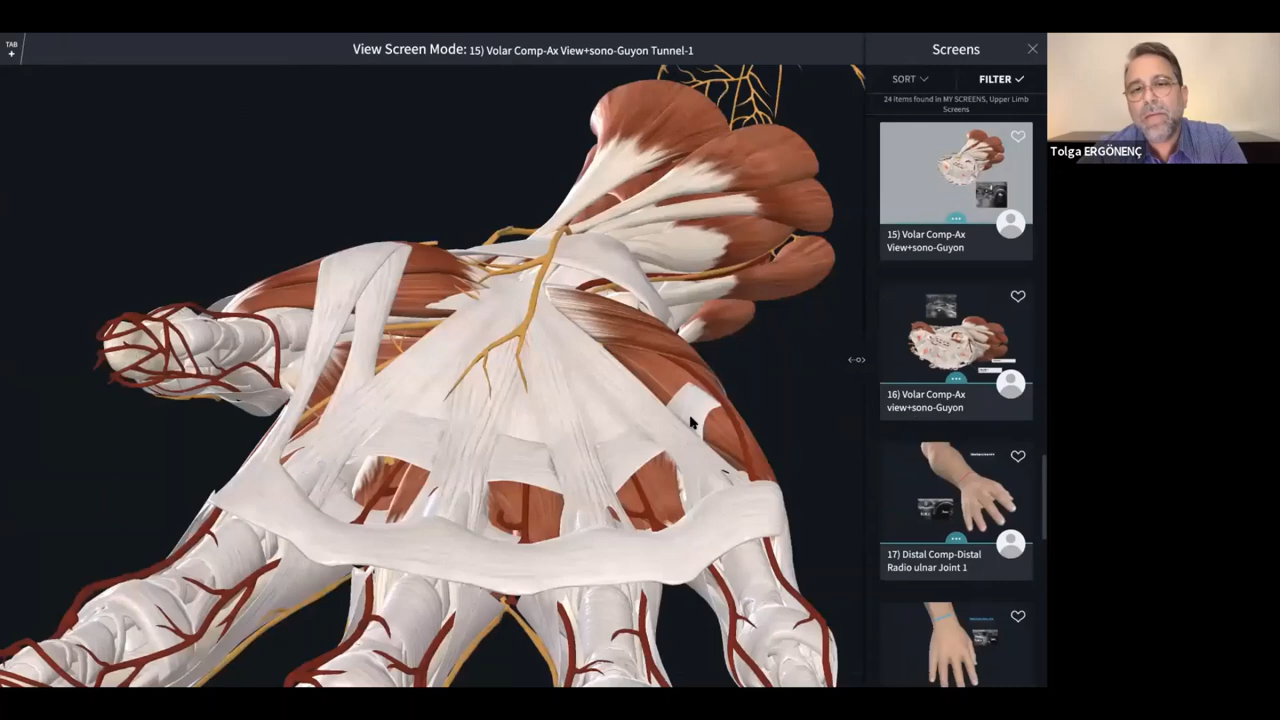 TAB
+
View Screen Mode: 15) Volar Comp-Ax View+sono-Guyon Tunnel-1
Screens
SORT
FILTER
24 items found in MY SCREENS, Upper Limb
Screens
15) Volar Comp-Ax
View+sono-Guyon
16) Volar Comp-Ax
view+sono-Guyon
17) Distal Comp-Distal
Radio ulnar Joint 1
Tolga ERGÖNENÇ